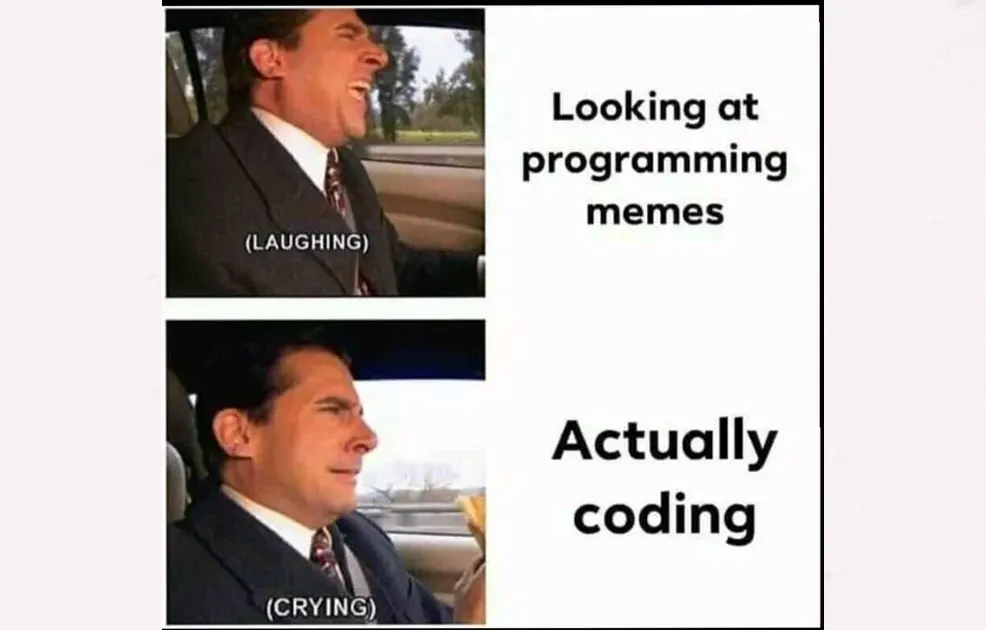 Looking at
programming
memes
(LAUGHING)
Actually
coding
(CRYING)